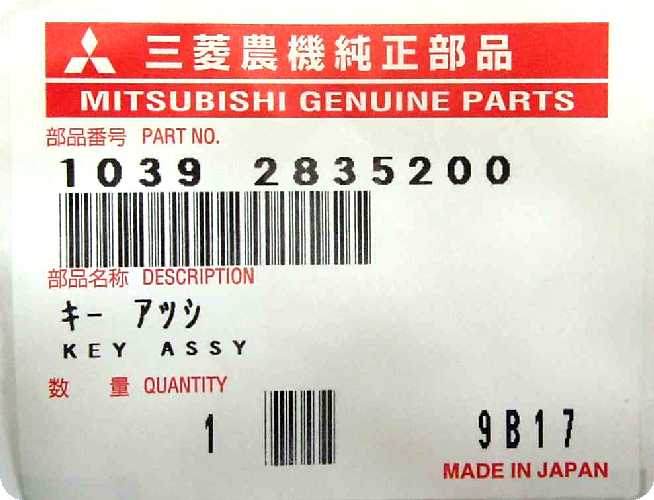 三菱農機純正部品
MITSUBISHI GENUINE PARTS
部品番号 PART NO.
1039 2835200
部品名称 DESCRIPTION
キー アツシ
KEY ASSY
数 量 QUANTITY
1
9B17
MADE IN JAPAN